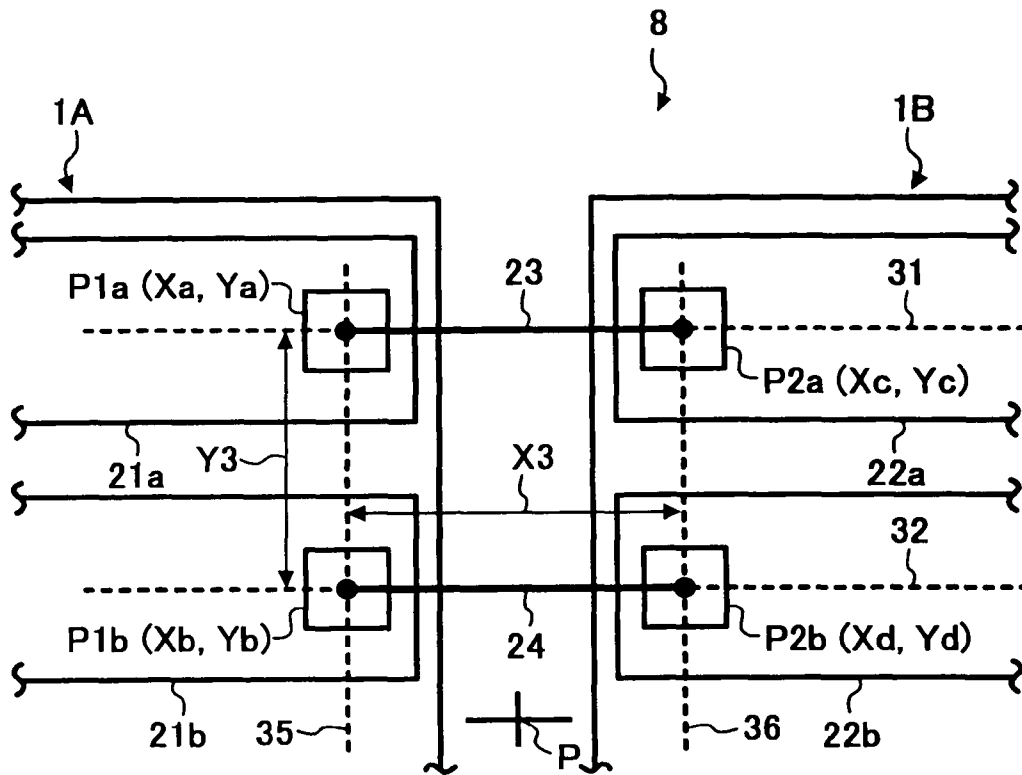 8
1A
1B
P1a (Xa, Ya)
23
31
P2a (Xc, Yc)
21a
Y3
X3
22a
32
P1b (Xb, Yb)
24
P2b (Xd, Yd)
21b
35
P
36
22b